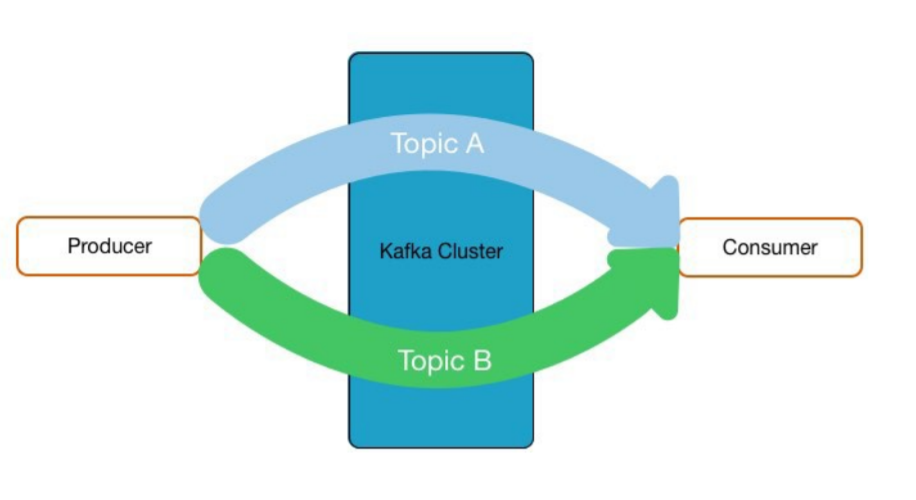 Topic A
Producer
Kafka Cluster
Consumer
Topic B